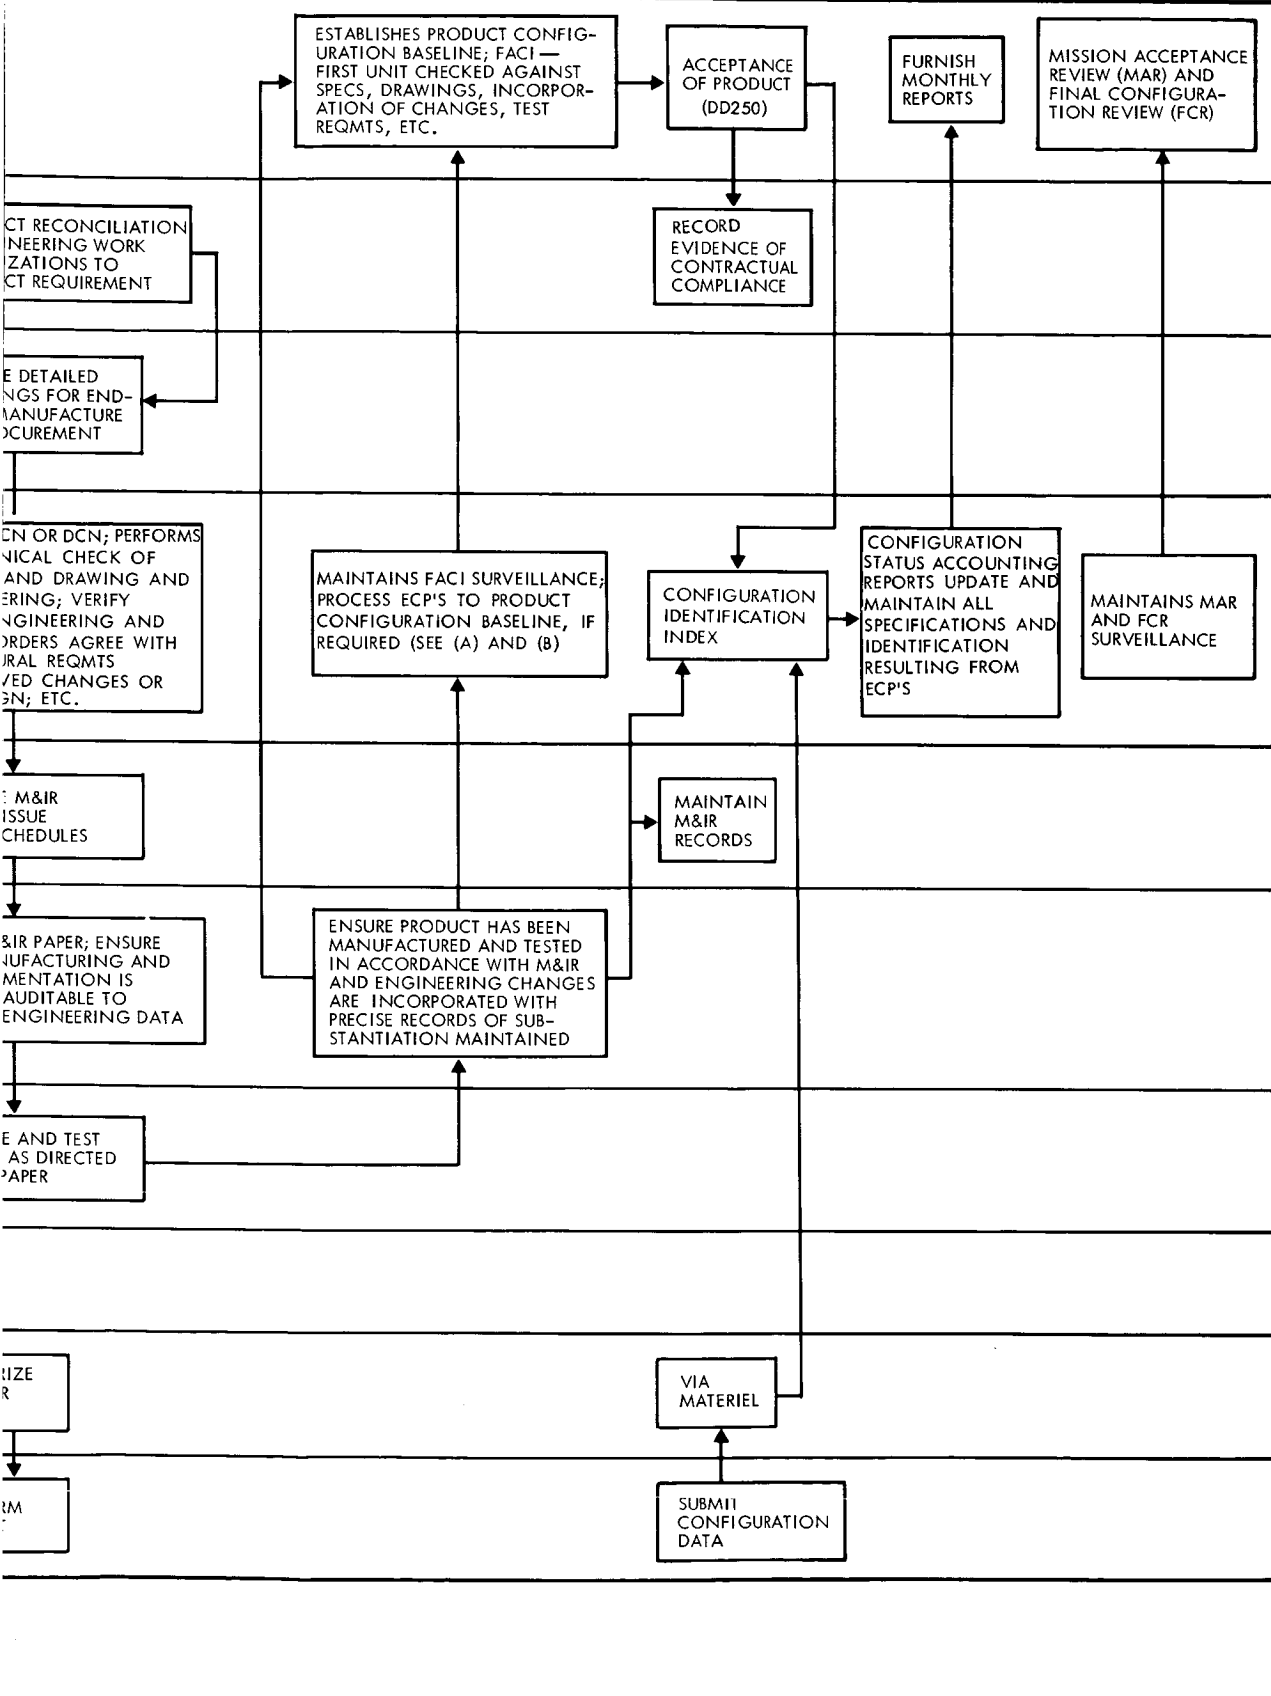 ESTABLISHES PRODUCT CONFIG-
URATION BASELINE; FACI —
FIRST UNIT CHECKED AGAINST
SPECS, DRAWINGS, INCORPOR-
ATION OF CHANGES, TEST
REQMTS, ETC.
ACCEPTANCE
OF PRODUCT
(DD250)
FURNISH
MONTHLY
REPORTS
MISSION ACCEPTANCE
REVIEW (MAR) AND
FINAL CONFIGURA-
TION REVIEW (FCR)
CT RECONCILIATION
NEERING WORK
ZATIONS TO
CT REQUIREMENT
RECORD
EVIDENCE OF
CONTRACTUAL
COMPLIANCE
E DETAILED
NGS FOR END-
MANUFACTURE
OCUREMENT
CN OR DCN; PERFORMS
NICAL CHECK OF
AND DRAWING AND
ERING; VERIFY
NGINEERING AND
ORDERS AGREE WITH
URAL REQMTS
VED CHANGES OR
GN; ETC.
MAINTAINS FACI SURVEILLANCE;
PROCESS ECP'S TO PRODUCT
CONFIGURATION BASELINE, IF
REQUIRED (SEE (A) AND (B)
CONFIGURATION
IDENTIFICATION
INDEX
CONFIGURATION
STATUS ACCOUNTING
REPORTS UPDATE AND
MAINTAIN ALL
SPECIFICATIONS AND
IDENTIFICATION
RESULTING FROM
ECP'S
MAINTAINS MAR
AND FCR
SURVEILLANCE
M&IR
ISSUE
CHEDULES
MAINTAIN
M&IR
RECORDS
&IR PAPER; ENSURE
NUFACTURING AND
MENTATION IS
AUDITABLE TO
ENGINEERING DATA
ENSURE PRODUCT HAS BEEN
MANUFACTURED AND TESTED
IN ACCORDANCE WITH M&IR
AND ENGINEERING CHANGES
ARE INCORPORATED WITH
PRECISE RECORDS OF SUB-
STANTIATION MAINTAINED
E AND TEST
AS DIRECTED
PAPER
RIZE
R
VIA
MATERIEL
RM
SUBMIT
CONFIGURATION
DATA